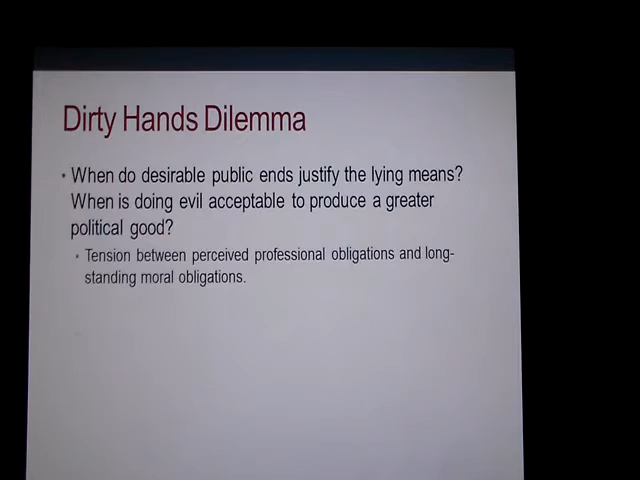 Dirty Hands Dilemma
• When do desirable public ends justify the lying means?
When is doing evil acceptable to produce a greater
political good?
• Tension between perceived professional obligations and long-
standing moral obligations.